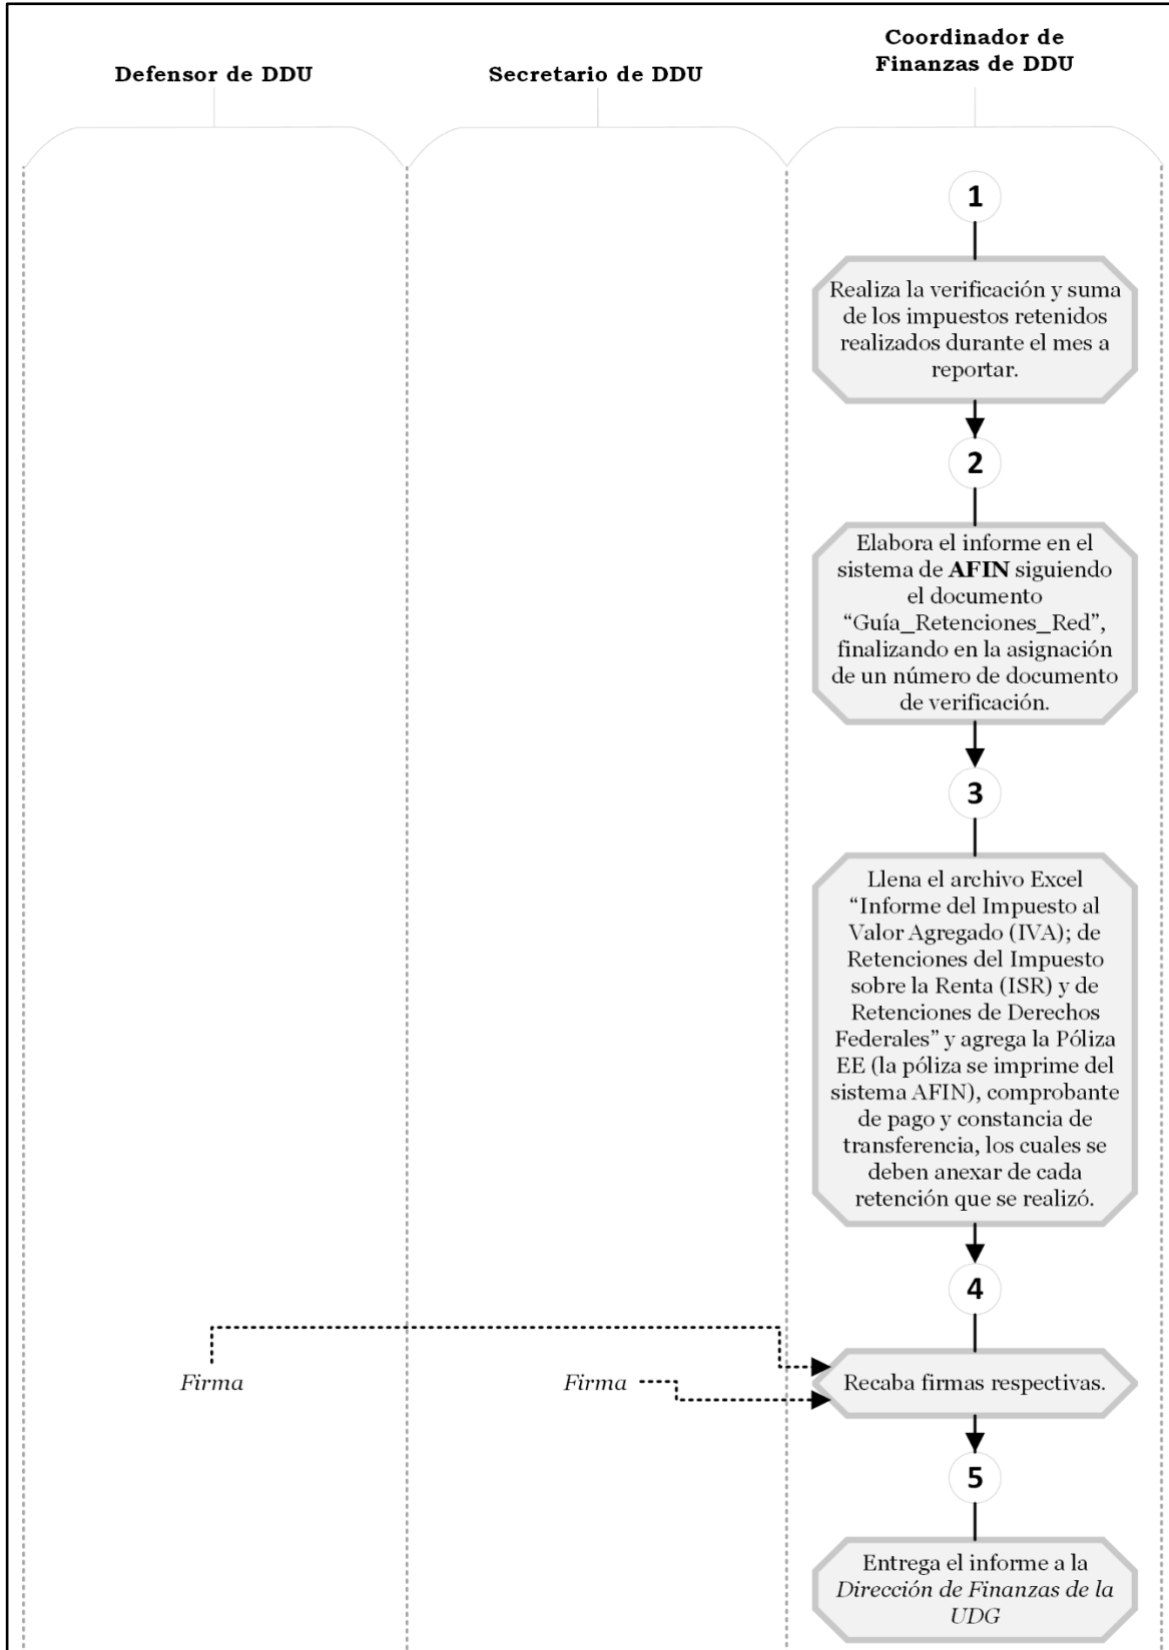 Defensor de DDU
Secretario de DDU
Coordinador de
Finanzas de DDU
1
Realiza la verificación y suma
de los impuestos retenidos
realizados durante el mes a
reportar.
2
Elabora el informe en el
sistema de AFIN siguiendo
el documento
“Guía_Retenciones_Red”,
finalizando en la asignación
de un número de documento
de verificación.
3
Llena el archivo Excel
“Informe del Impuesto al
Valor Agregado (IVA); de
Retenciones del Impuesto
sobre la Renta (ISR) y de
Retenciones de Derechos
Federales” y agrega la Póliza
EE (la póliza se imprime del
sistema AFIN), comprobante
de pago y constancia de
transferencia, los cuales se
deben anexar de cada
retención que se realizó.
4
Firma
Firma
Recaba firmas respectivas.
5
Entrega el informe a la
Dirección de Finanzas de la
UDG